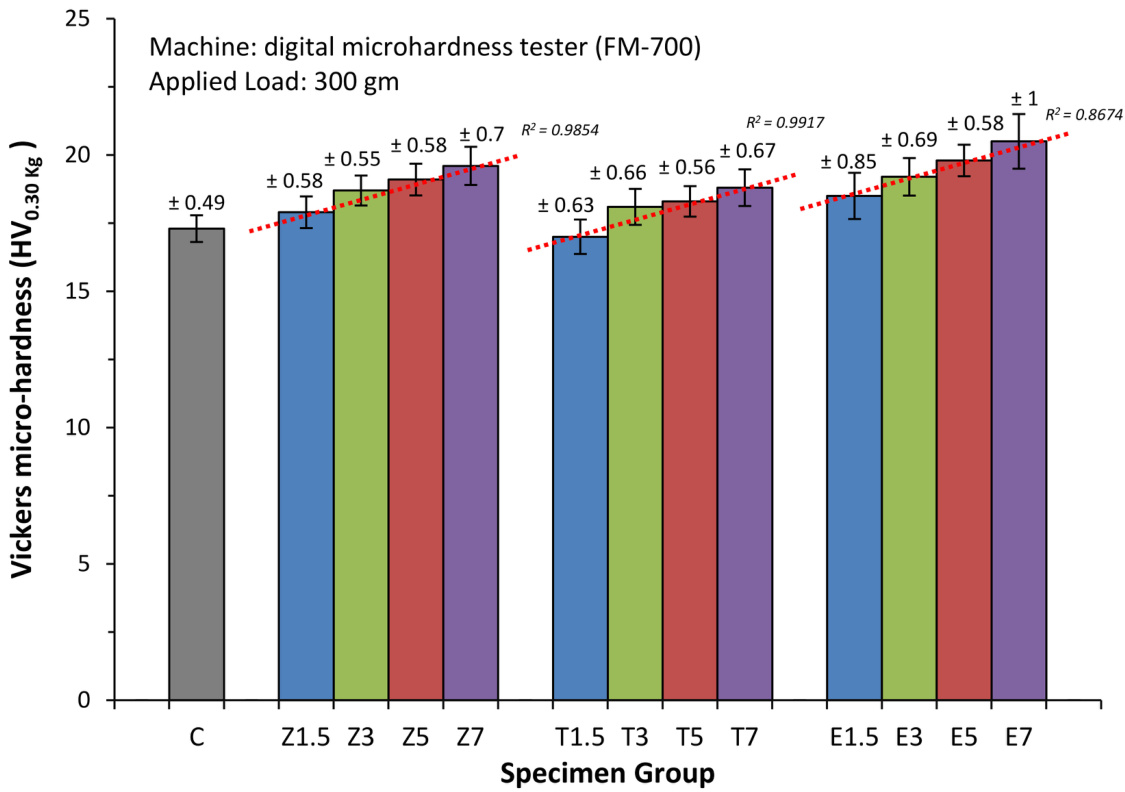 Machine: digital microhardness tester (FM-700)
Applied Load: 300 gm
Vickers micro-hardness (HV0.30 Kg )
25
20
15
10
5
0
± 0.49
± 0.58
± 0.55
± 0.58
± 0.7
R² = 0.9854
± 0.63
± 0.66
± 0.56
± 0.67
R² = 0.9917
± 0.85
± 0.69
± 0.58
± 1
R² = 0.8674
C Z1.5 Z3 Z5 Z7 T1.5 T3 T5 T7 E1.5 E3 E5 E7
Specimen Group